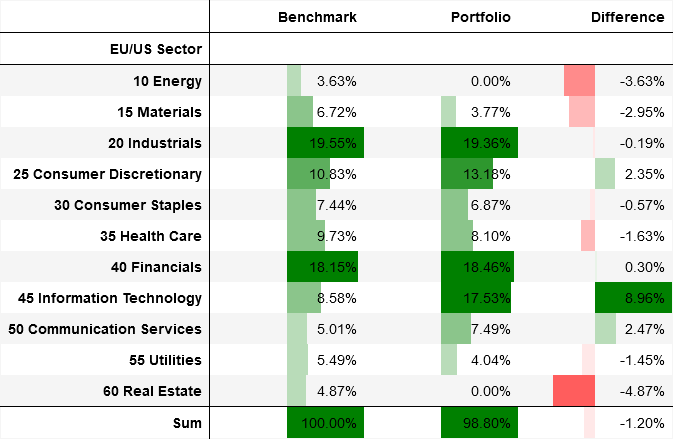 Benchmark Portfolio Difference
EU/US Sector
10 Energy 3.63% 0.00% -3.63%
15 Materials 6.72% 3.77% -2.95%
20 Industrials 19.55% 19.36% -0.19%
25 Consumer Discretionary 10.83% 13.18% 2.35%
30 Consumer Staples 7.44% 6.87% -0.57%
35 Health Care 9.73% 8.10% -1.63%
40 Financials 18.15% 18.46% 0.30%
45 Information Technology 8.58% 17.53% 8.96%
50 Communication Services 5.01% 7.49% 2.47%
55 Utilities 5.49% 4.04% -1.45%
60 Real Estate 4.87% 0.00% -4.87%
Sum 100.00% 98.80% -1.20%